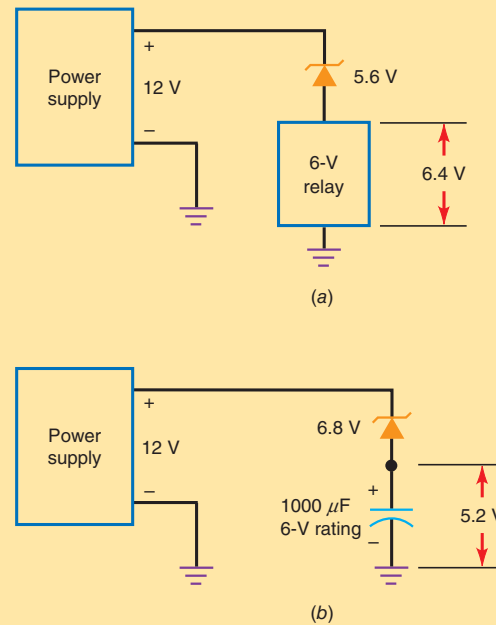 Power
supply
+
12 V
–
5.6 V
6-V
relay
6.4 V
(a)
Power
supply
+
12 V
–
6.8 V
+
1000 μF
6-V rating
–
5.2 V
(b)